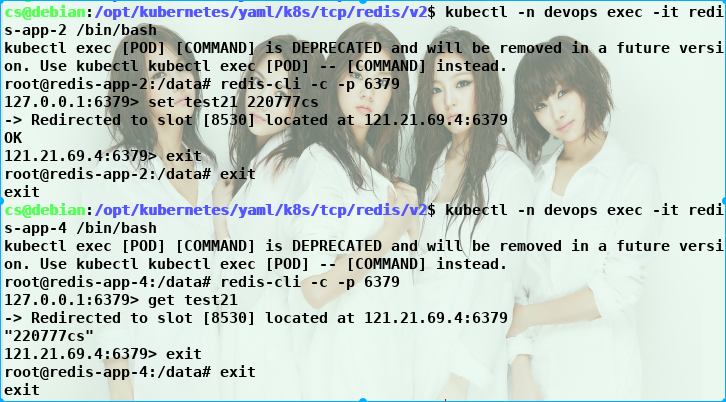 cs@debian:/opt/kubernetes/yaml/k8s/tcp/redis/v2$ kubectl -n devops exec -it redi
s-app-2 /bin/bash
kubectl exec [POD] [COMMAND] is DEPRECATED and will be removed in a future versi
on. Use kubectl kubectl exec [POD] -- [COMMAND] instead.
root@redis-app-2:/data# redis-cli -c -p 6379
127.0.0.1:6379> set test21 220777cs
-> Redirected to slot [8530] located at 121.21.69.4:6379
OK
121.21.69.4:6379> exit
root@redis-app-2:/data# exit
exit
cs@debian:/opt/kubernetes/yaml/k8s/tcp/redis/v2$ kubectl -n devops exec -it redi
s-app-4 /bin/bash
kubectl exec [POD] [COMMAND] is DEPRECATED and will be removed in a future versi
on. Use kubectl kubectl exec [POD] -- [COMMAND] instead.
root@redis-app-4:/data# redis-cli -c -p 6379
127.0.0.1:6379> get test21
-> Redirected to slot [8530] located at 121.21.69.4:6379
"220777cs"
121.21.69.4:6379> exit
root@redis-app-4:/data# exit
exit